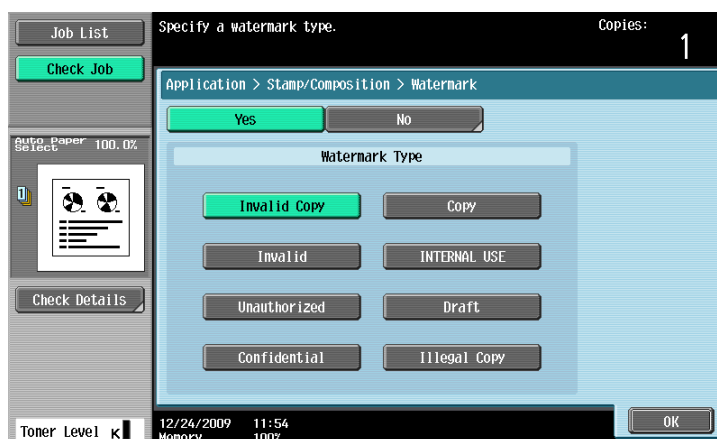 Job List
Check Job
Specify a watermark type.
Copies:
1
Application > Stamp/Composition > Watermark
Yes
No
Auto Paper
Select
100.0%
1
Watermark Type
Invalid Copy
Copy
Invalid
INTERNAL USE
Unauthorized
Draft
Confidential
Illegal Copy
Check Details
OK
Toner Level K
12/24/2009 11:54
Memory 100%